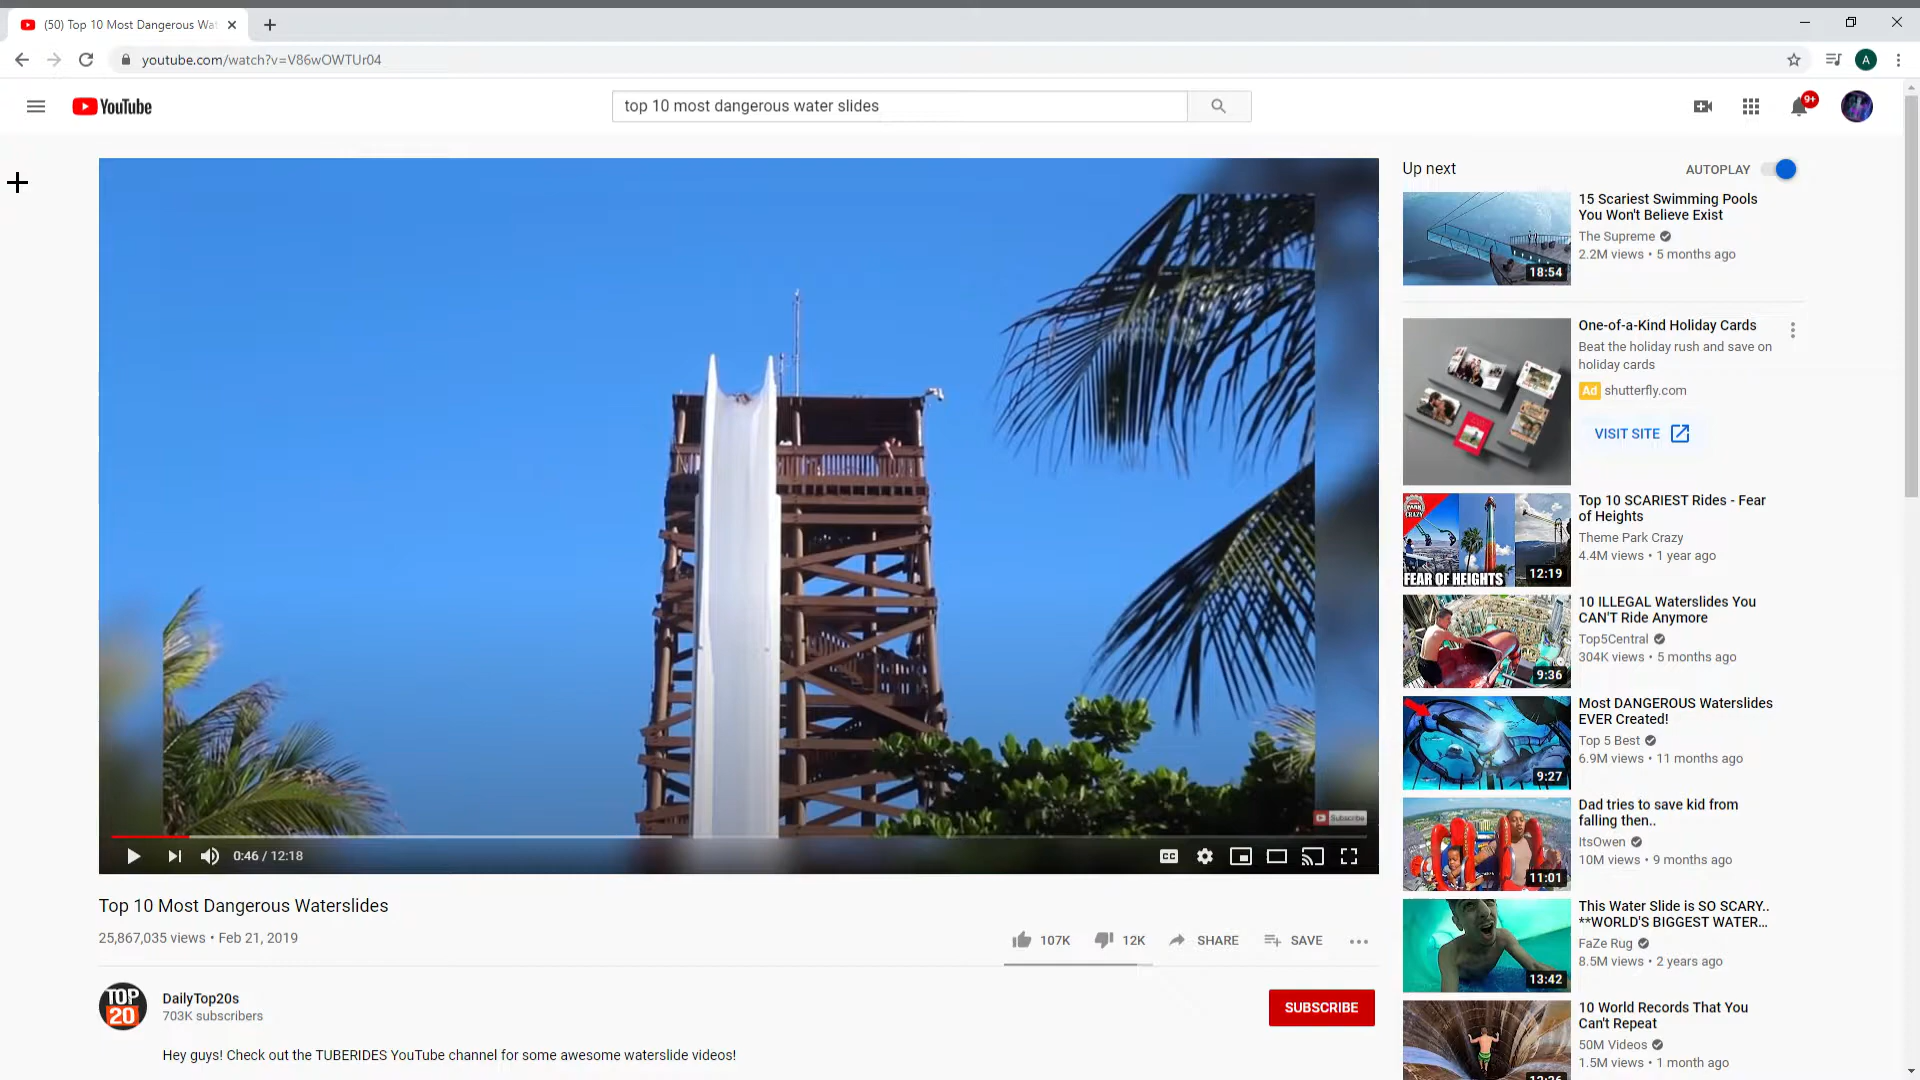 (50) Top 10 Most Dangerous Wat
youtube.com/watch?v=V86wOWTUr04
A
YouTube
top 10 most dangerous water slides
9+
Subscribe
0:46 / 12:18
CC
Top 10 Most Dangerous Waterslides
25,867,035 views • Feb 21, 2019
107K
12K
SHARE
SAVE
TOP
20
DailyTop20s
703K subscribers
SUBSCRIBE
Hey guys! Check out the TUBERIDES YouTube channel for some awesome waterslide videos!
Up next
AUTOPLAY
18:54
15 Scariest Swimming Pools
You Won't Believe Exist
The Supreme
2.2M views • 5 months ago
One-of-a-Kind Holiday Cards
Beat the holiday rush and save on
holiday cards
Ad shutterfly.com
VISIT SITE
PARK
CRAZY
FEAR OF HEIGHTS
12:19
Top 10 SCARIEST Rides - Fear
of Heights
Theme Park Crazy
4.4M views • 1 year ago
9:36
10 ILLEGAL Waterslides You
CAN'T Ride Anymore
Top5Central
304K views • 5 months ago
9:27
Most DANGEROUS Waterslides
EVER Created!
Top 5 Best
6.9M views • 11 months ago
11:01
Dad tries to save kid from
falling then..
ItsOwen
10M views • 9 months ago
13:42
This Water Slide is SO SCARY..
**WORLD'S BIGGEST WATER...
FaZe Rug
8.5M views • 2 years ago
10 World Records That You
Can't Repeat
50M Videos
1.5M views • 1 month ago